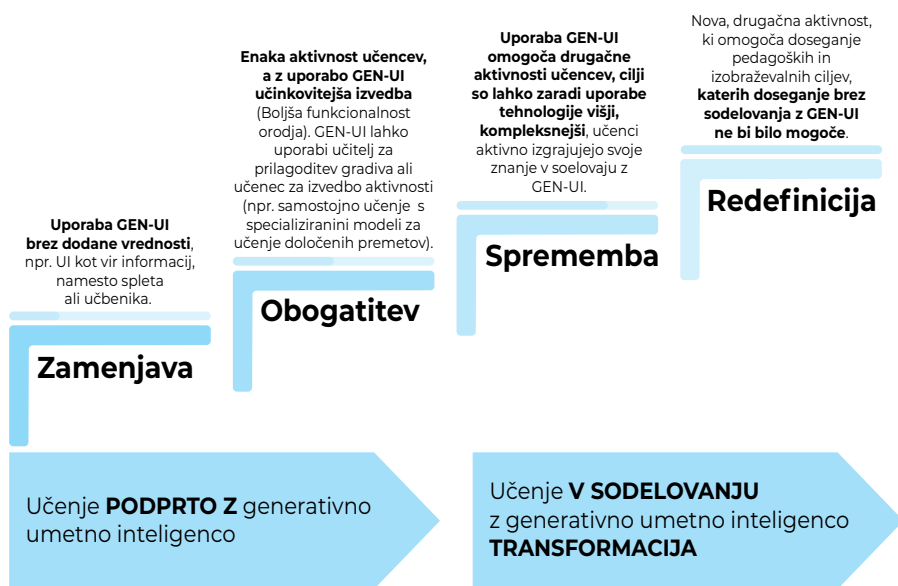 Uporaba GEN-UI
brez dodane vrednosti,
npr. UI kot vir informacij,
namesto spleta
ali učbenika.
Zamenjava
Enaka aktivnost učencev,
a z uporabo GEN-UI
učinkovitejša izvedba
(Boljša funkcionalnost
orodja). GEN-UI lahko
uporabi učitelj za
prilagoditev gradiva ali
učenec za izvedbo aktivnosti
(npr. samostojno učenje s
specializiranini modeli za
učenje določenih premetov).
Obogatitev
Uporaba GEN-UI
omogoča drugačne
aktivnosti učencev, cilji
so lahko zaradi uporabe
tehnologije višji,
kompleksnejši, učenci
aktivno izgrajujejo svoje
znanje v soelovaju z
GEN-UI.
Sprememba
Nova, drugačna aktivnost,
ki omogoča doseganje
pedagoških in
izobraževalnih ciljev,
katerih doseganje brez
sodelovanja z GEN-UI
ne bi bilo mogoče.
Redefinicija
Učenje PODPRTO Z generativno
umetno inteligenco
Učenje V SODELOVANJU
z generativno umetno inteligenco
TRANSFORMACIJA